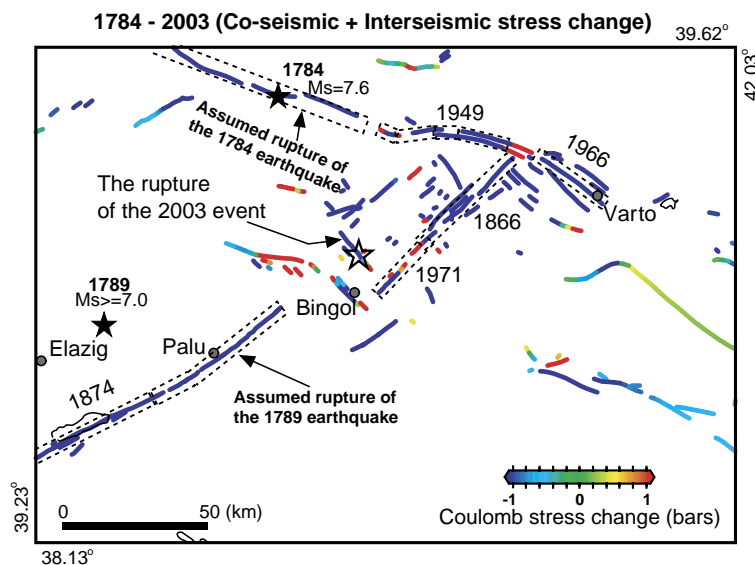 1784 - 2003 (Co-seismic + Interseismic stress change)
39.62°
42.03°
1784
Ms=7.6
Assumed rupture of
the 1784 earthquake
1949
1966
The rupture
of the 2003 event
1866
Varto
1971
1789
Ms>=7.0
Bingol
Elazig
Palu
1874
Assumed rupture of
the 1789 earthquake
0 50 (km)
-1 0 1
Coulomb stress change (bars)
39.23°
38.13°